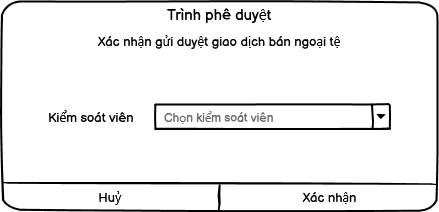 Trình phê duyệt
Xác nhận gửi duyệt giao dịch bán ngoại tệ
Kiểm soát viên
Chọn kiểm soát viên
Huỷ
Xác nhận